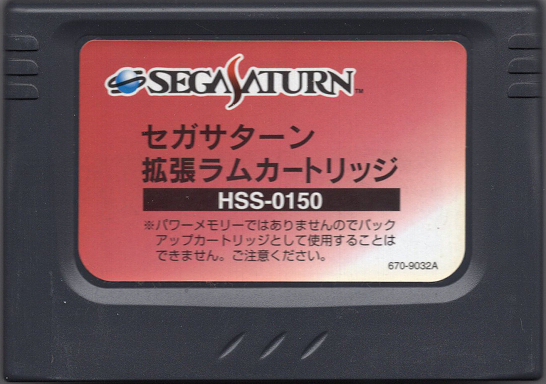 SEGA SATURN™
セガサターン
拡張ラムカートリッジ
HSS-0150
※パワーメモリーではありませんのでバック
アップカートリッジとして使用することは
できません。ご注意ください。
670-9032A